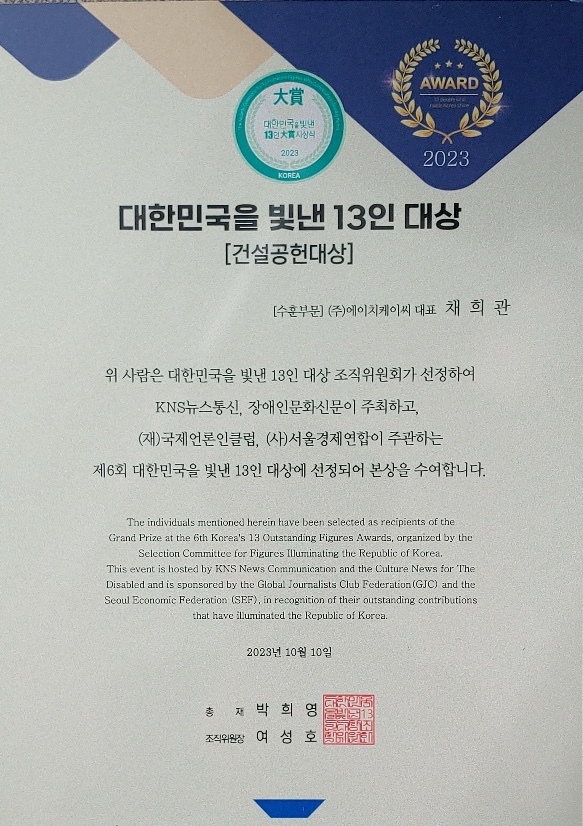 AWARD
2023
大賞
대한민국을빛낸
13인大賞시상식
2023
KOREA
대한민국을 빛낸 13인 대상
[건설공헌대상]
[수훈부문] (주)에이치케이씨 대표 채 희 관
위 사람은 대한민국을 빛낸 13인 대상 조직위원회가 선정하여
KNS뉴스통신, 장애인문화신문이 주최하고,
(재)국제언론인클럽, (사)서울경제연합이 주관하는
제6회 대한민국을 빛낸 13인 대상에 선정되어 본상을 수여합니다.
The individuals mentioned herein have been selected as recipients of the
Grand Prize at the 6th Korea's 13 Outstanding Figures Awards, organized by the
Selection Committee for Figures Illuminating the Republic of Korea.
This event is hosted by KNS News Communication and the Culture News for The
Disabled and is sponsored by the Global Journalists Club Federation(GJC) and the
Seoul Economic Federation (SEF), in recognition of their outstanding contributions
that have illuminated the Republic of Korea.
2023년 10월 10일
총 재 박 희 영
조직위원장 여 성 호